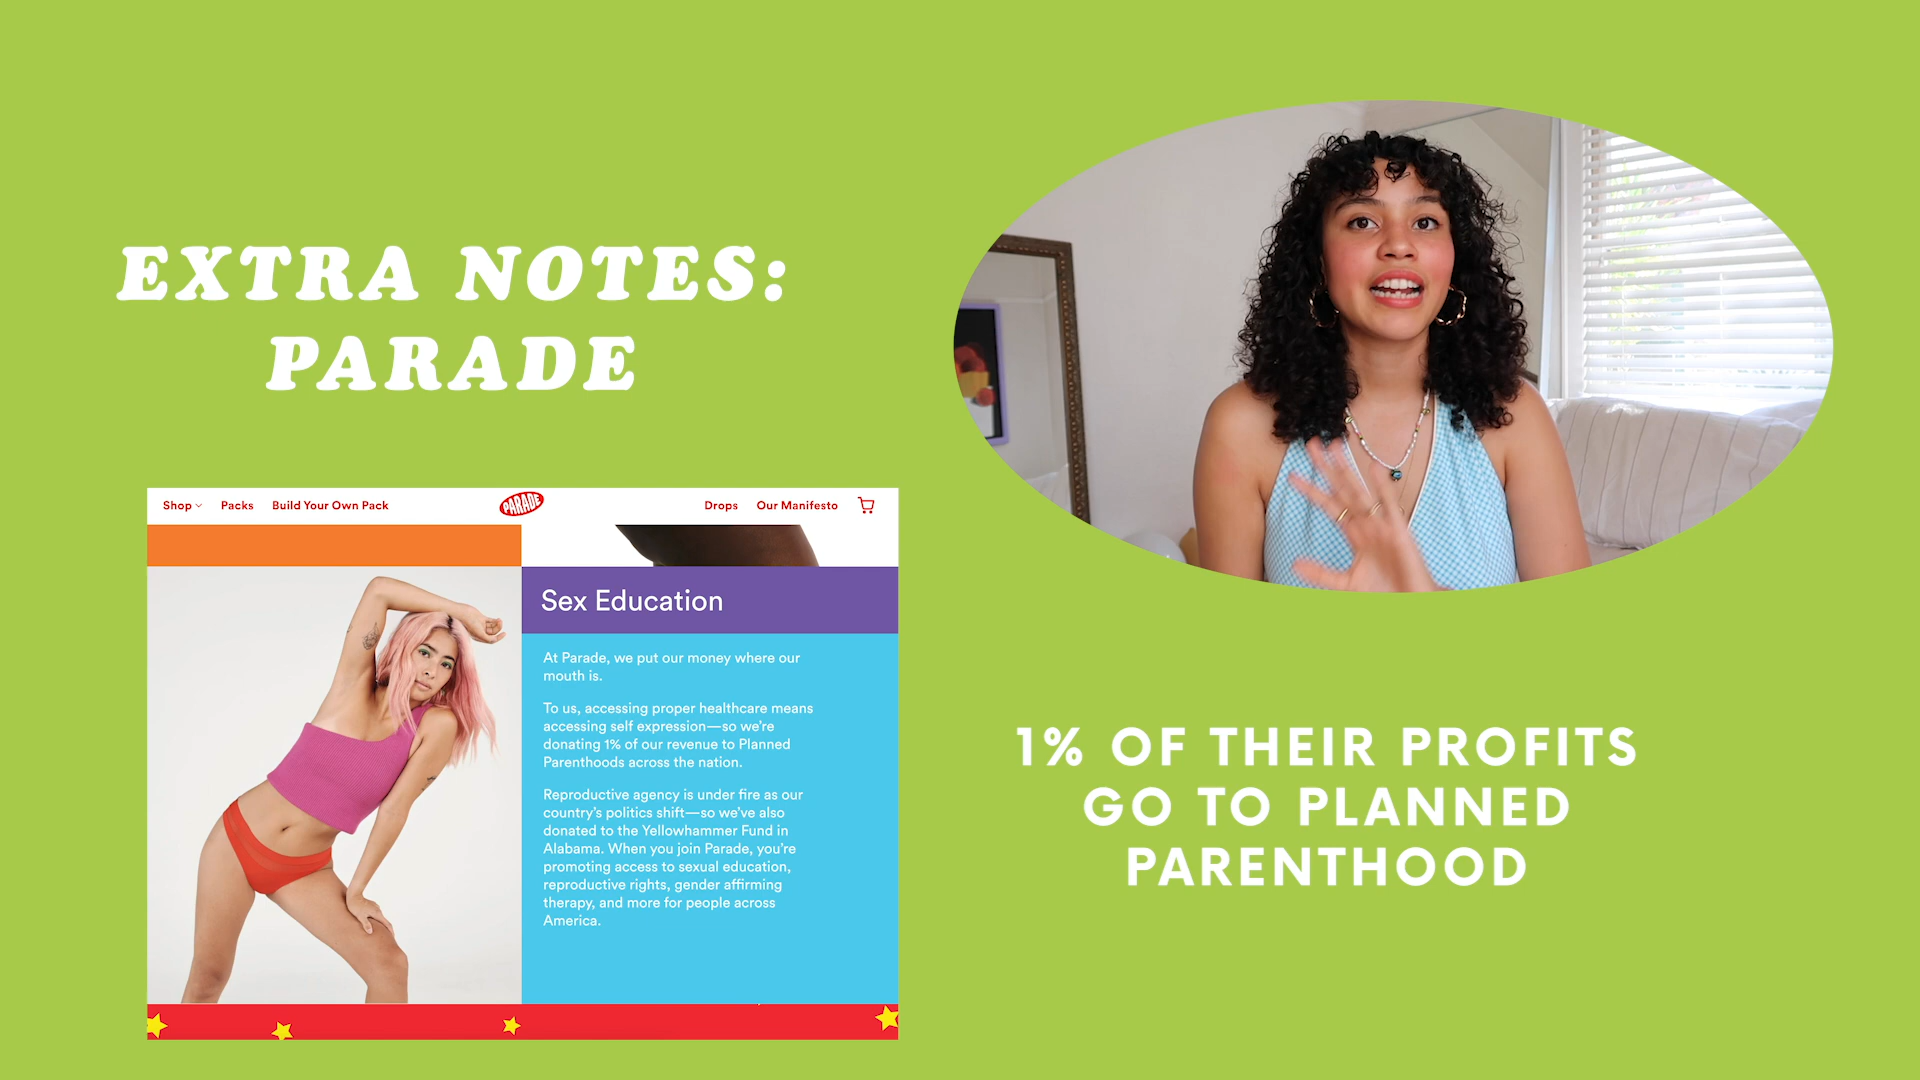 EXTRA NOTES:
PARADE
Shop
Packs
Build Your Own Pack
PARADE
Drops
Our Manifesto
Sex Education
At Parade, we put our money where our
mouth is.
To us, accessing proper healthcare means
accessing self expression—so we're
donating 1% of our revenue to Planned
Parenthoods across the nation.
Reproductive agency is under fire as our
country's politics shift—so we've also
donated to the Yellowhammer Fund in
Alabama. When you join Parade, you're
promoting access to sexual education,
reproductive rights, gender affirming
therapy, and more for people across
America.
1% OF THEIR PROFITS
GO TO PLANNED
PARENTHOOD